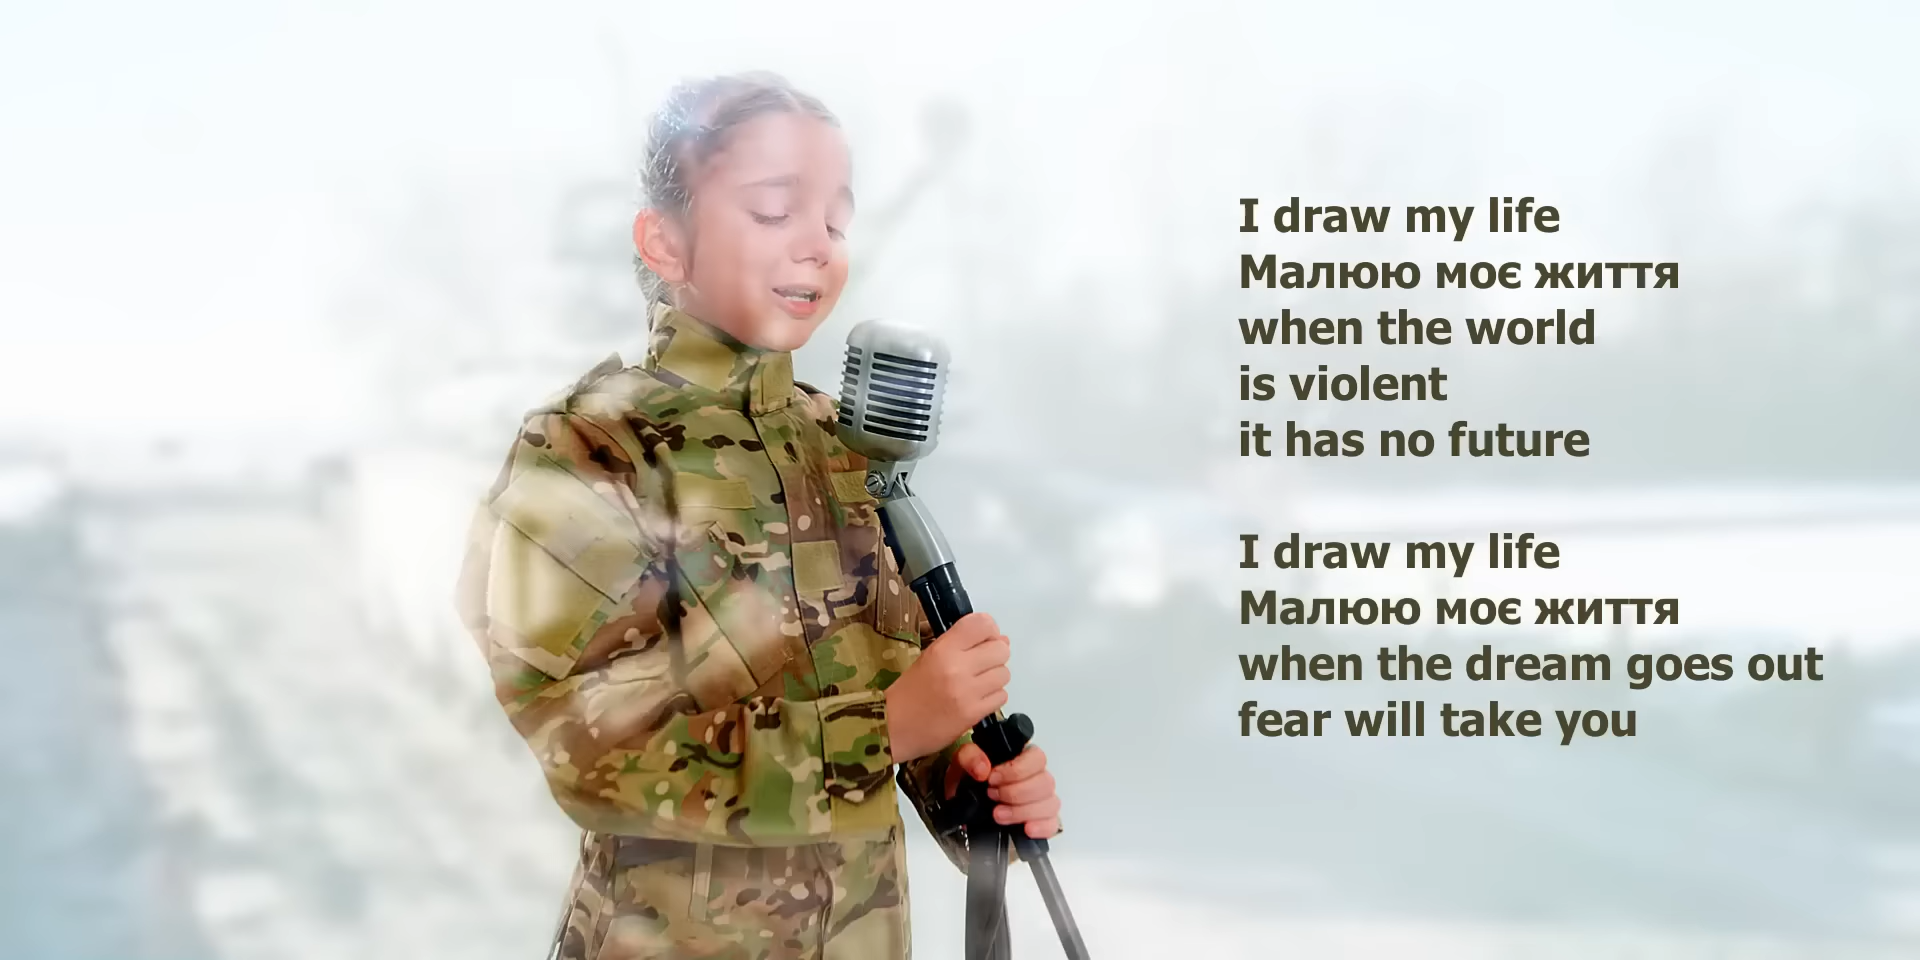 I draw my life
Малюю моє життя
when the world
is violent
it has no future
I draw my life
Малюю моє життя
when the dream goes out
fear will take you